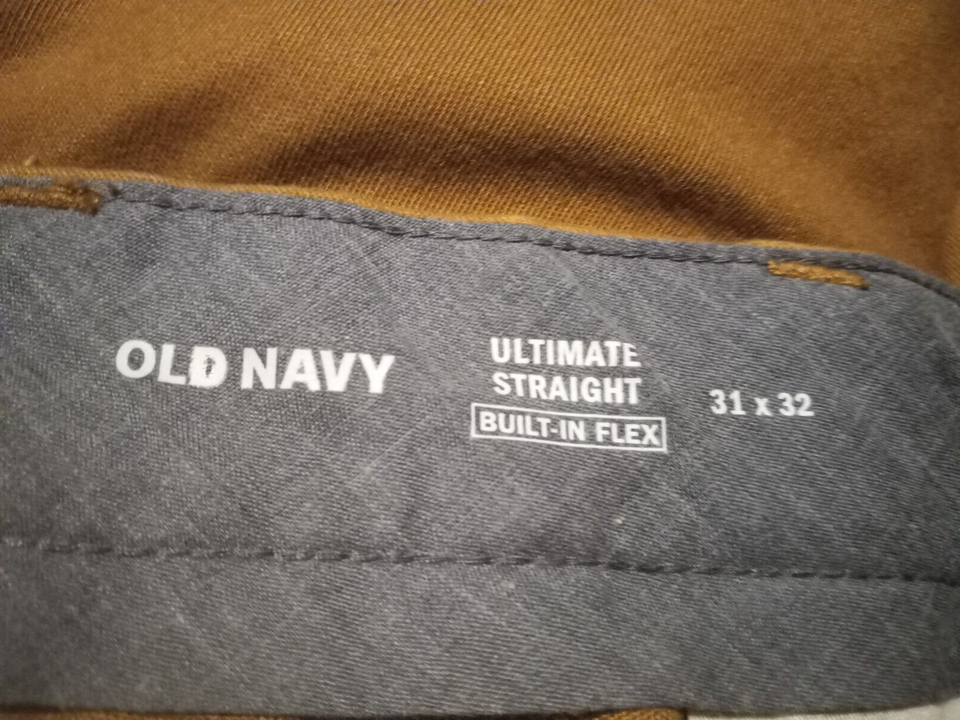 OLD NAVY
ULTIMATE
STRAIGHT
BUILT-IN FLEX
31 x 32